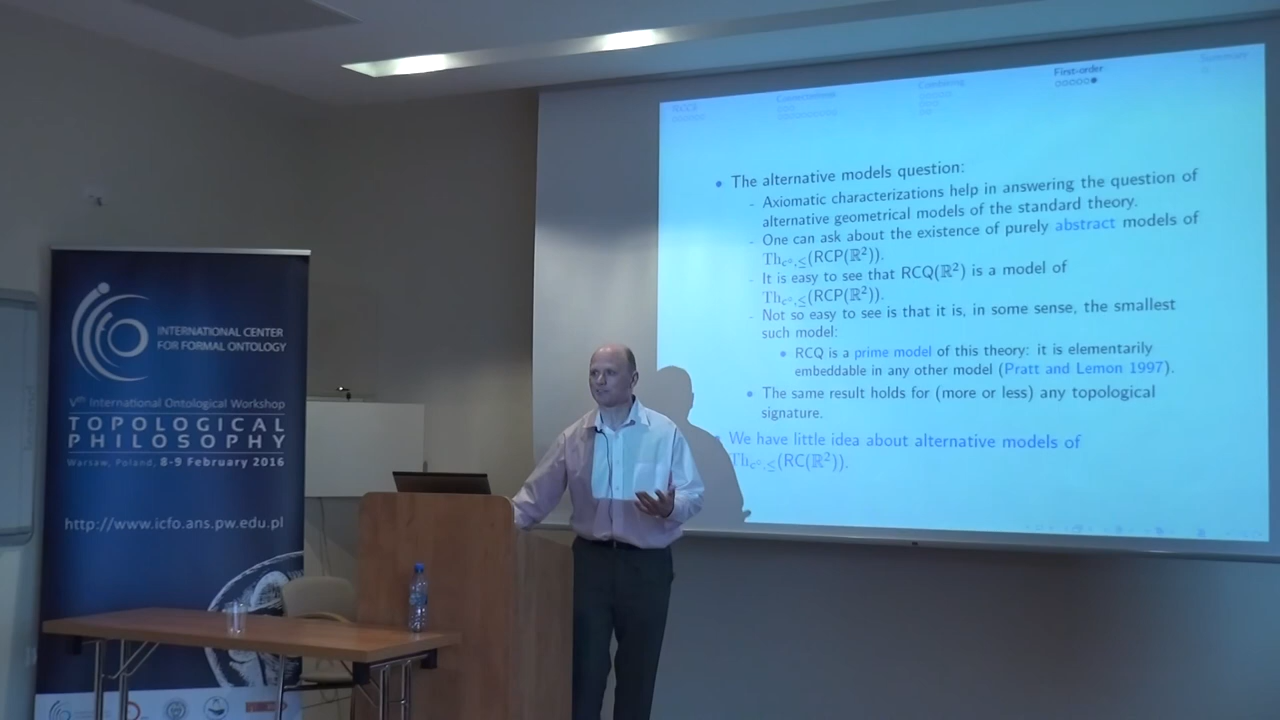 INTERNATIONAL CENTER
FOR FORMAL ONTOLOGY
Vth International Ontological Workshop
TOPOLOGICAL
PHILOSOPHY
Warsaw, Poland, 8-9 February 2016
http://www.icfo.ans.pw.edu.pl
First-order
Summary
• The alternative models question:
- Axiomatic characterizations help in answering the question of
alternative geometrical models of the standard theory.
- One can ask about the existence of purely abstract models of
Th_{c°,≤}(RCP(ℝ²)).
- It is easy to see that RCQ(ℝ²) is a model of
Th_{c°,≤}(RCP(ℝ²)).
- Not so easy to see is that it is, in some sense, the smallest
such model:
• RCQ is a prime model of this theory: it is elementarily
embeddable in any other model (Pratt and Lemon 1997).
• The same result holds for (more or less) any topological
signature.
• We have little idea about alternative models of
Th_{c°,≤}(RC(ℝ²)).